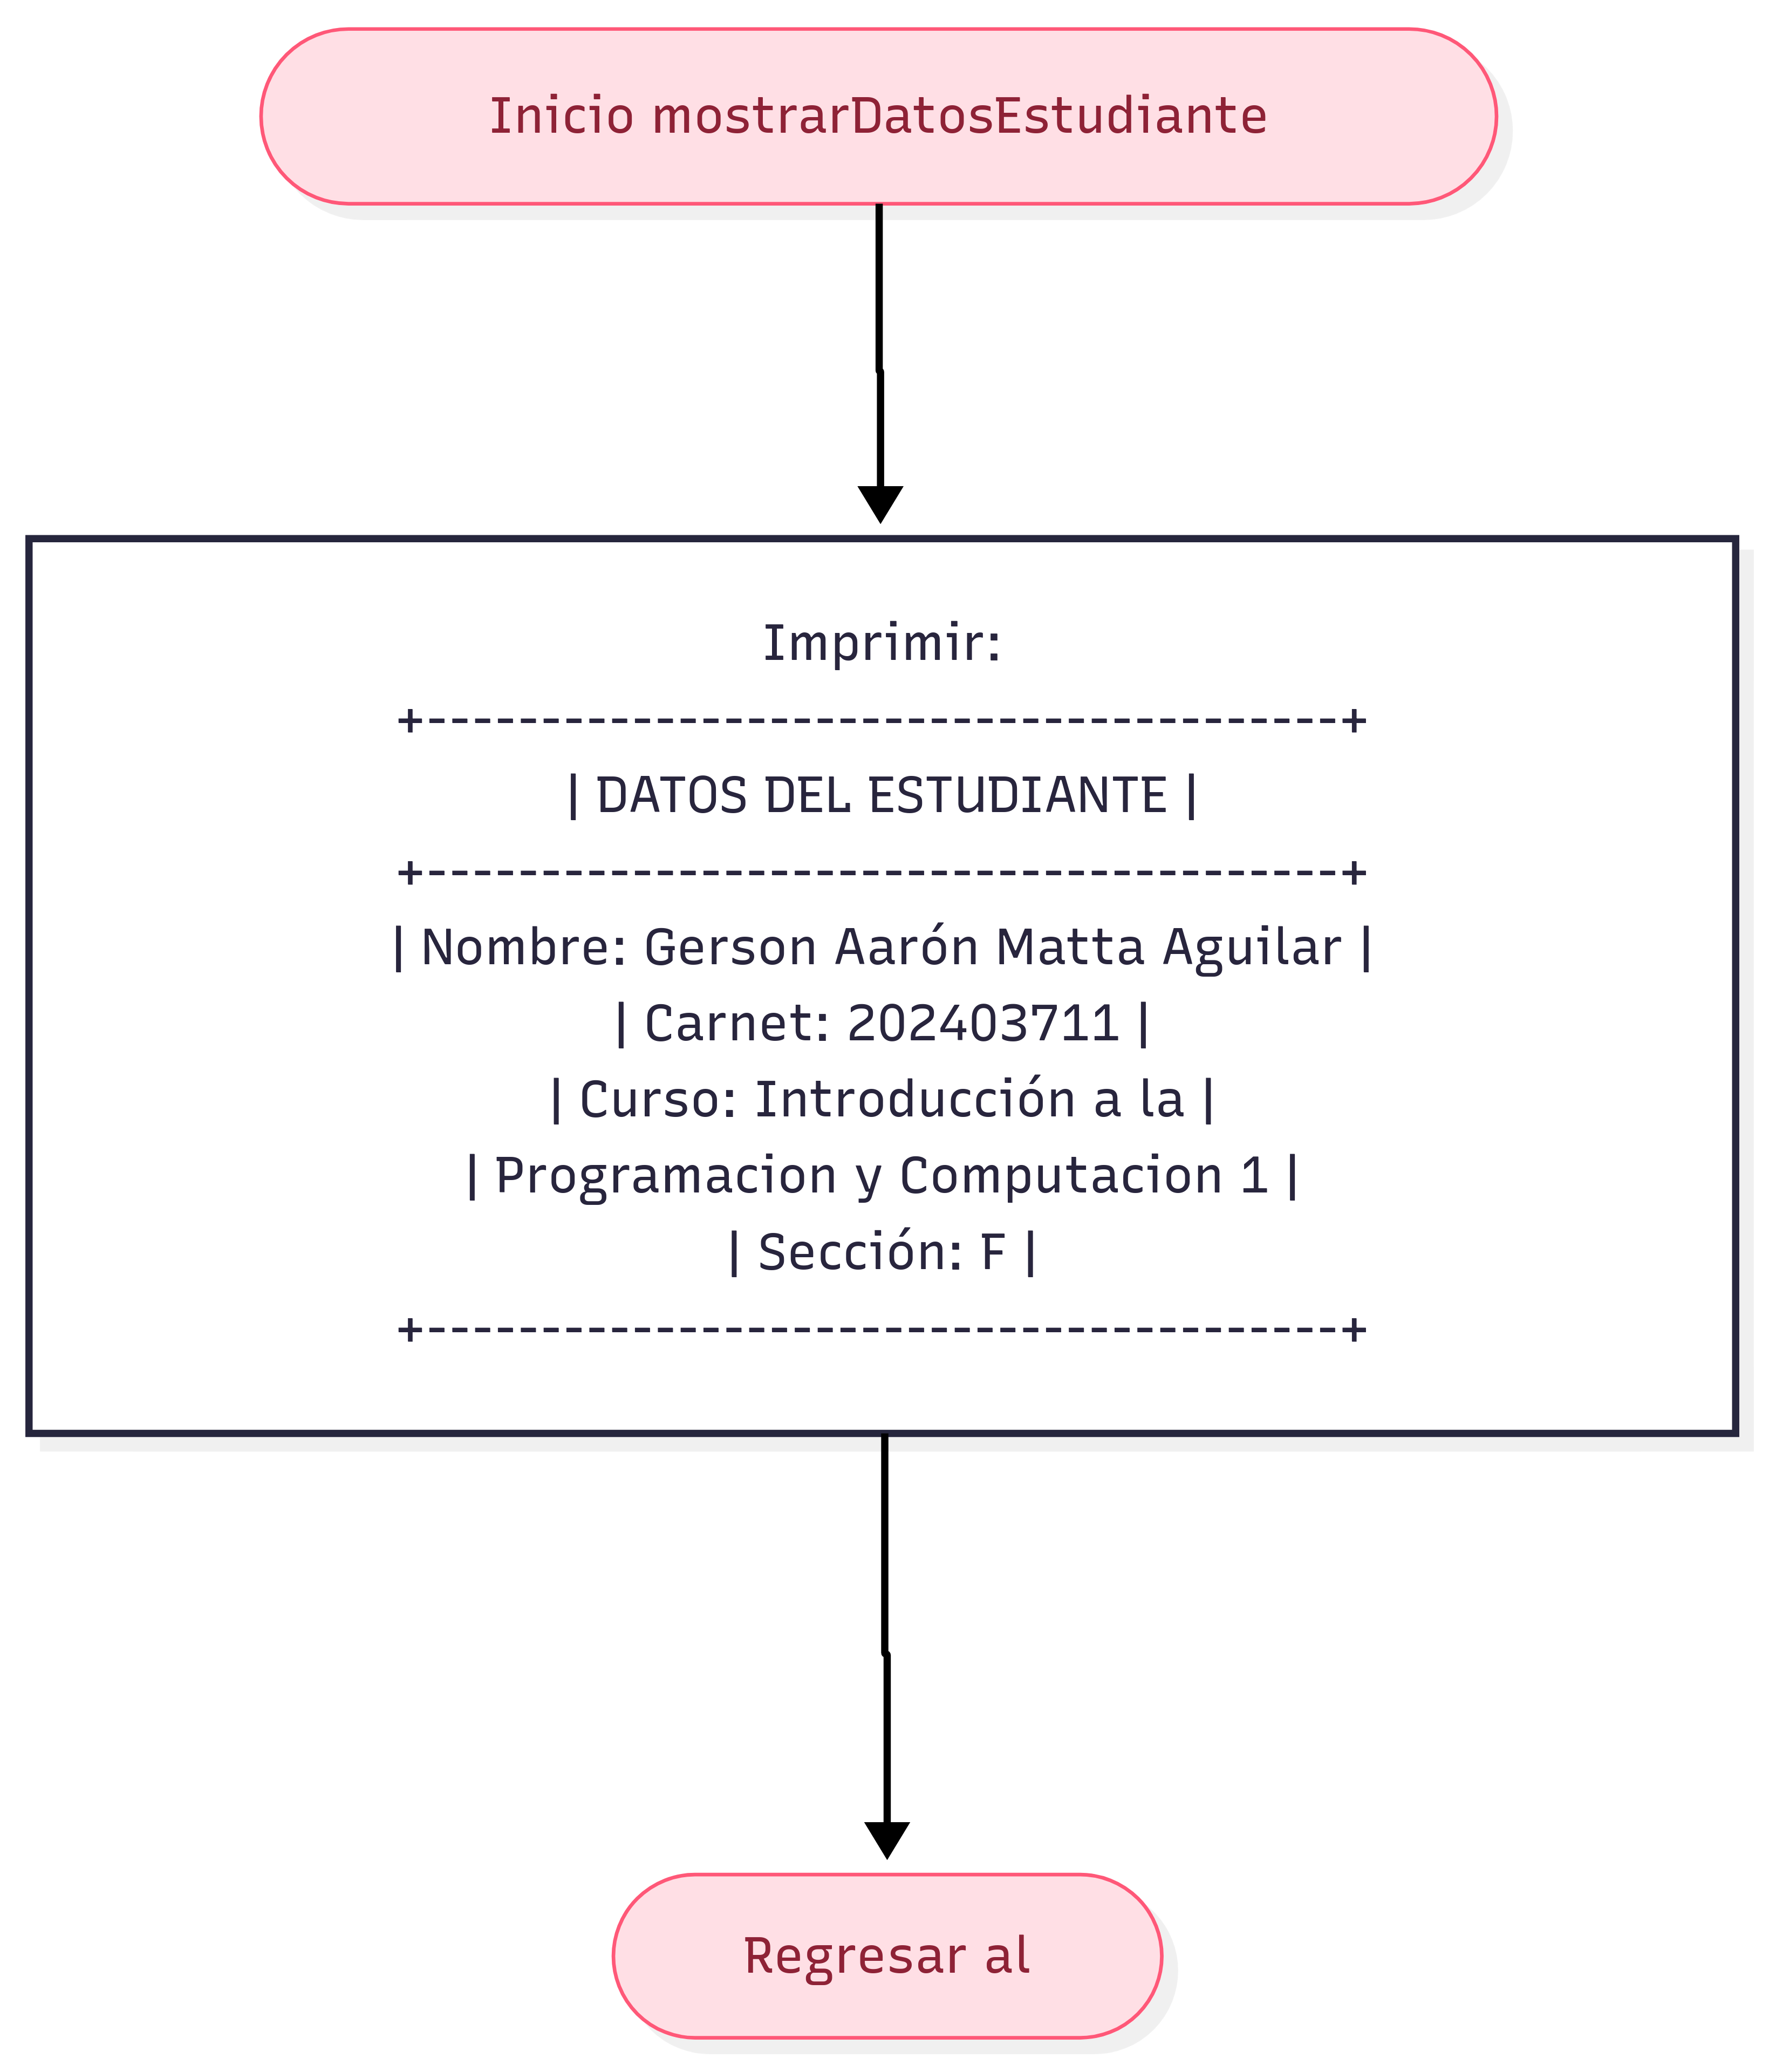 Inicio mostrarDatosEstudiante
Imprimir:
+----------------------------------------+
| DATOS DEL ESTUDIANTE |
+----------------------------------------+
| Nombre: Gerson Aarón Matta Aguilar |
| Carnet: 202403711 |
| Curso: Introducción a la |
| Programacion y Computacion 1 |
| Sección: F |
+----------------------------------------+
Regresar al